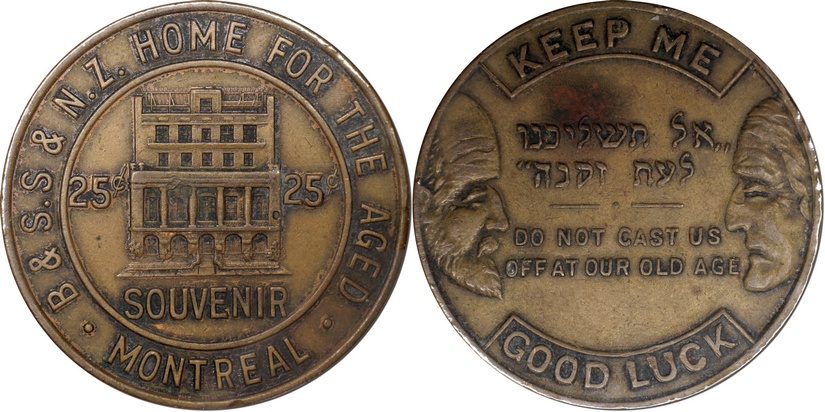 B & S.S & N.Z. HOME FOR THE AGED
25¢ 25¢
SOUVENIR
• MONTREAL •
KEEP ME
„אל תשליכנו
לעת זקנה"
DO NOT CAST US
OFF AT OUR OLD AGE
GOOD LUCK